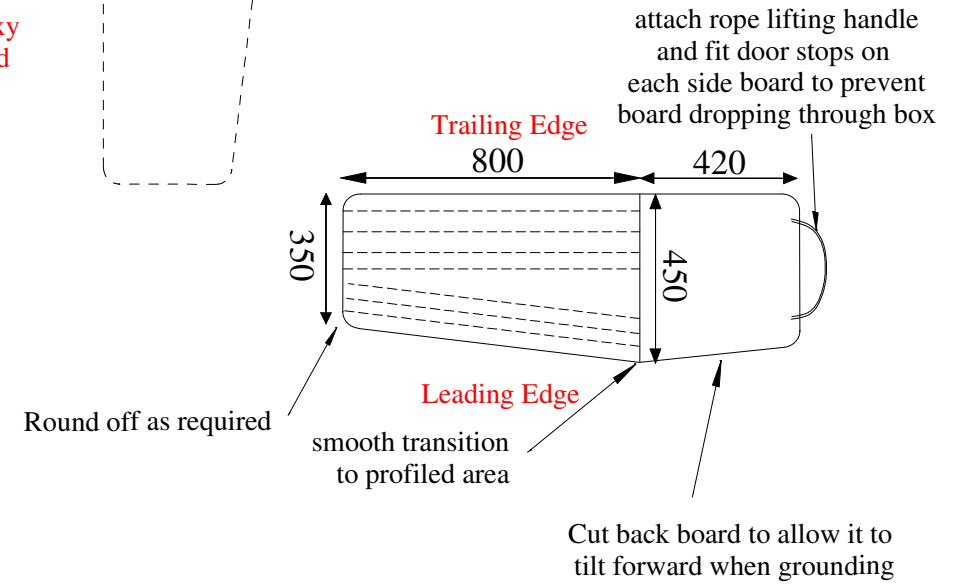 attach rope lifting handle
and fit door stops on
each side board to prevent
board dropping through box
Trailing Edge
800
420
350
450
Leading Edge
Round off as required
smooth transition
to profiled area
Cut back board to allow it to
tilt forward when grounding